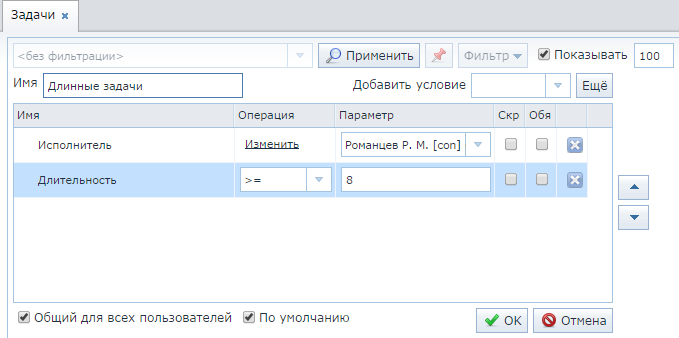 Задачи
<без фильтрации> Применить Фильтр Показывать 100
Имя Длинные задачи Добавить условие Ещё
Имя Операция Параметр Скр Обя
Исполнитель Изменить Романцев Р. М. [con]
Длительность >= 8
Общий для всех пользователей По умолчанию OK Отмена